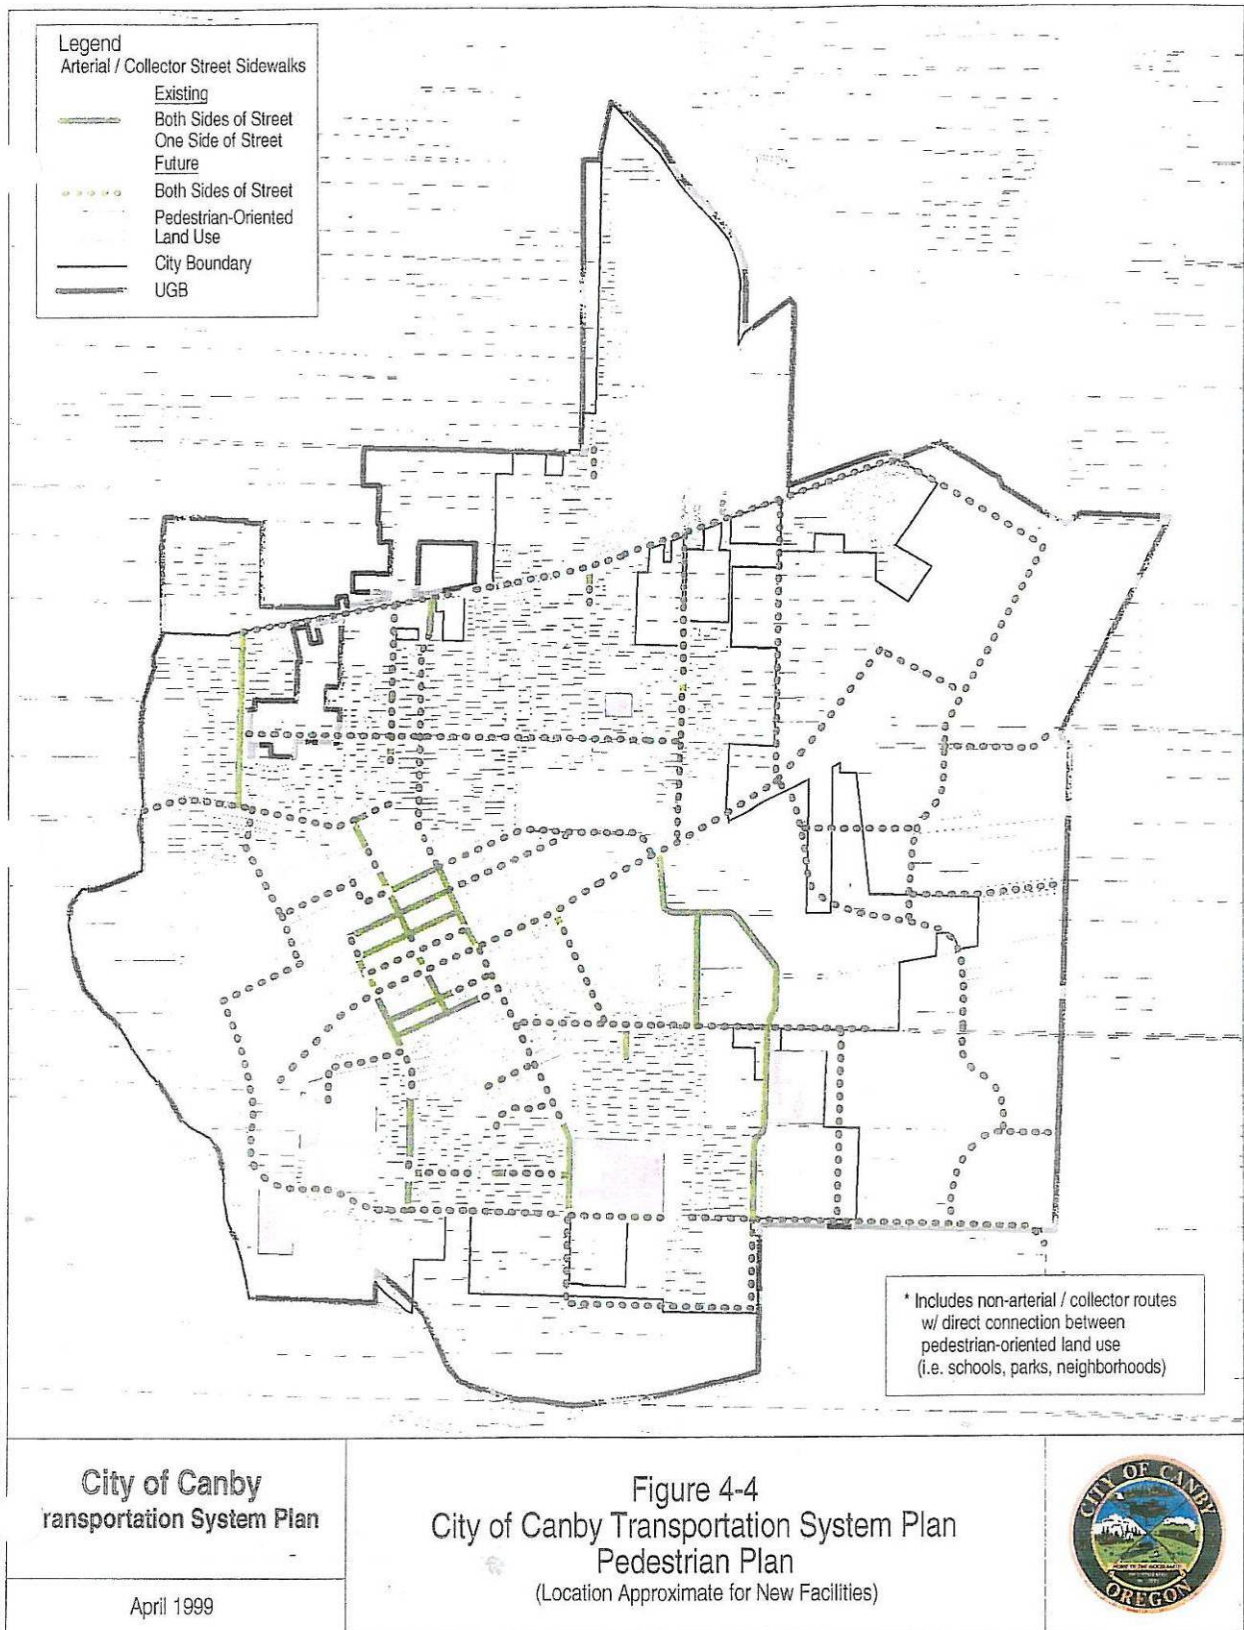 Legend
Arterial / Collector Street Sidewalks
Existing
Both Sides of Street
One Side of Street
Future
Both Sides of Street
Pedestrian-Oriented
Land Use
City Boundary
UGB
* Includes non-arterial / collector routes
w/ direct connection between
pedestrian-oriented land use
(i.e. schools, parks, neighborhoods)
City of Canby
ransportation System Plan
April 1999
Figure 4-4
City of Canby Transportation System Plan
Pedestrian Plan
(Location Approximate for New Facilities)
CITY OF CANBY
OREGON